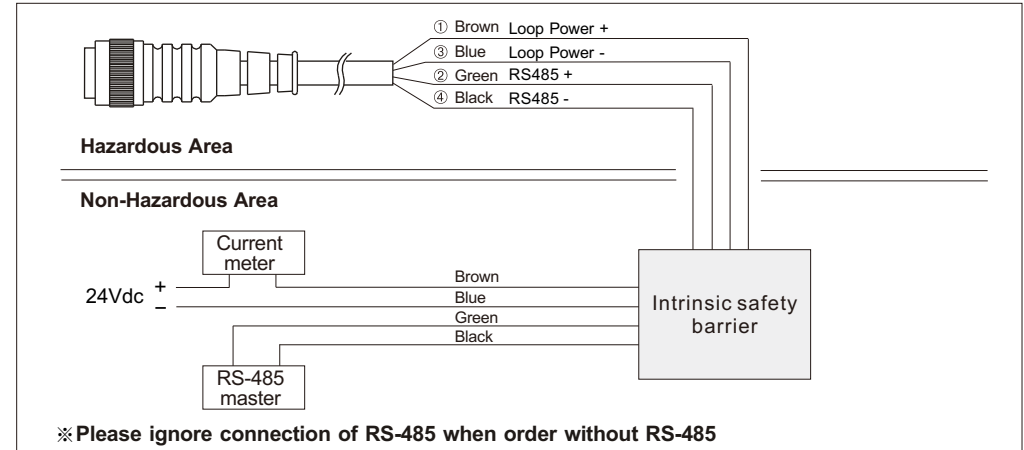 ① Brown Loop Power +
③ Blue Loop Power -
② Green RS485 +
④ Black RS485 -
Hazardous Area
Non-Hazardous Area
Current
meter
24Vdc + −
Brown
Blue
Green
Black
Intrinsic safety
barrier
RS-485
master
※Please ignore connection of RS-485 when order without RS-485